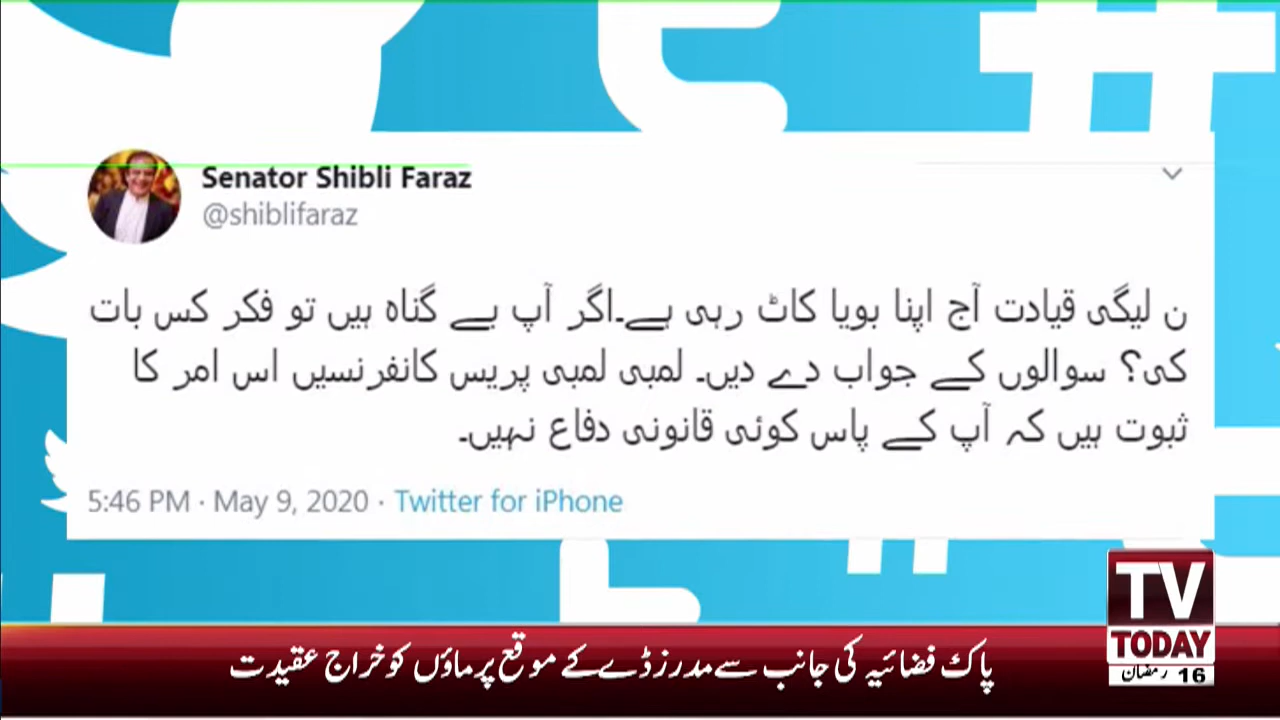 Senator Shibli Faraz
@shiblifaraz
ن لیگی قیادت آج اپنا بویا کاٹ رہی ہے۔اگر آپ بے گناہ ہیں تو فکر کس بات
کی؟ سوالوں کے جواب دے دیں۔ لمبی لمبی پریس کانفرنسیں اس امر کا
ثبوت ہیں کہ آپ کے پاس کوئی قانونی دفاع نہیں۔
5:46 PM · May 9, 2020 · Twitter for iPhone
TV
TODAY
16 رمضان
پاک فضائیہ کی جانب سے مدرز ڈے کے موقع پر ماؤں کو خراج عقیدت